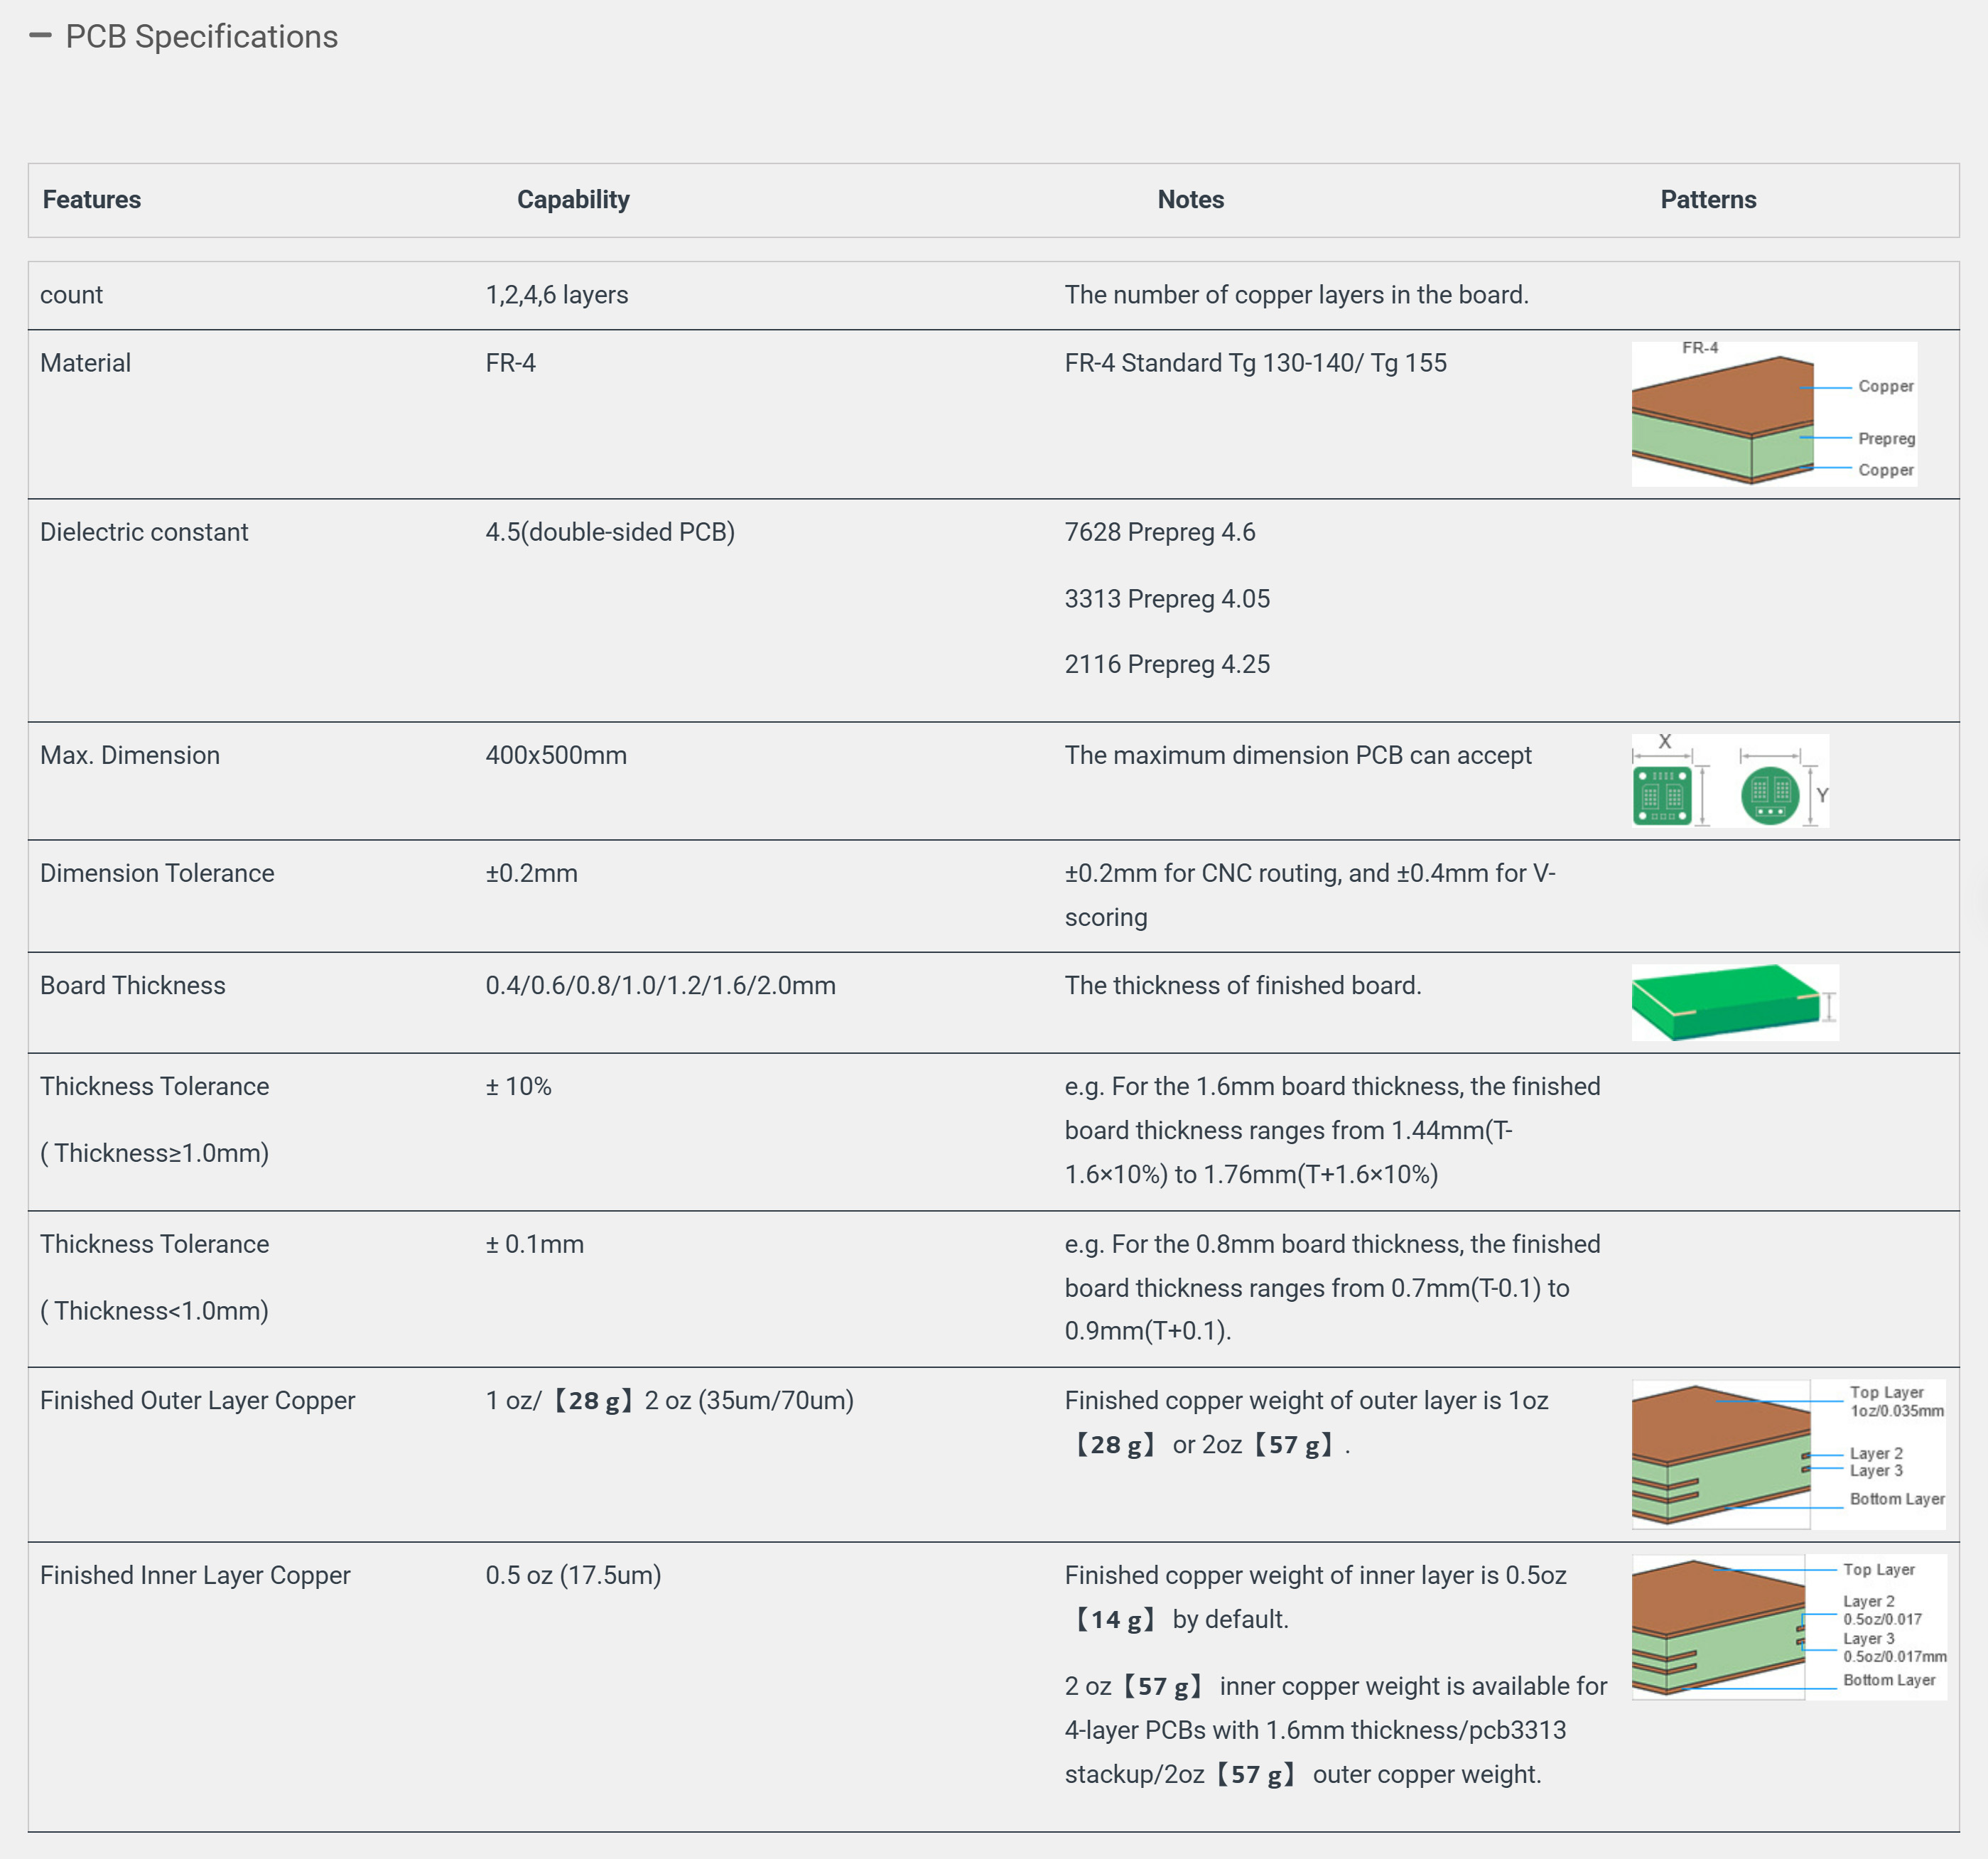 PCB Specifications
Features Capability Notes Patterns
count 1,2,4,6 layers The number of copper layers in the board.
Material FR-4 FR-4 Standard Tg 130-140/ Tg 155
FR-4
Copper
Prepreg
Copper
Dielectric constant 4.5(double-sided PCB) 7628 Prepreg 4.6
3313 Prepreg 4.05
2116 Prepreg 4.25
Max. Dimension 400x500mm The maximum dimension PCB can accept
X
Y
Dimension Tolerance ±0.2mm ±0.2mm for CNC routing, and ±0.4mm for V-
scoring
Board Thickness 0.4/0.6/0.8/1.0/1.2/1.6/2.0mm The thickness of finished board.
Thickness Tolerance ± 10% e.g. For the 1.6mm board thickness, the finished
board thickness ranges from 1.44mm(T-
( Thickness≥1.0mm)
1.6×10%) to 1.76mm(T+1.6×10%)
Thickness Tolerance ± 0.1mm e.g. For the 0.8mm board thickness, the finished
board thickness ranges from 0.7mm(T-0.1) to
( Thickness<1.0mm)
0.9mm(T+0.1).
Finished Outer Layer Copper 1 oz/【28 g】2 oz (35um/70um) Finished copper weight of outer layer is 1oz
【28 g】 or 2oz【57 g】.
Top Layer
1oz/0.035mm
Layer 2
Layer 3
Bottom Layer
Finished Inner Layer Copper 0.5 oz (17.5um) Finished copper weight of inner layer is 0.5oz
【14 g】 by default.
2 oz【57 g】 inner copper weight is available for
4-layer PCBs with 1.6mm thickness/pcb3313
stackup/2oz【57 g】 outer copper weight.
Top Layer
Layer 2
0.5oz/0.017
Layer 3
0.5oz/0.017mm
Bottom Layer